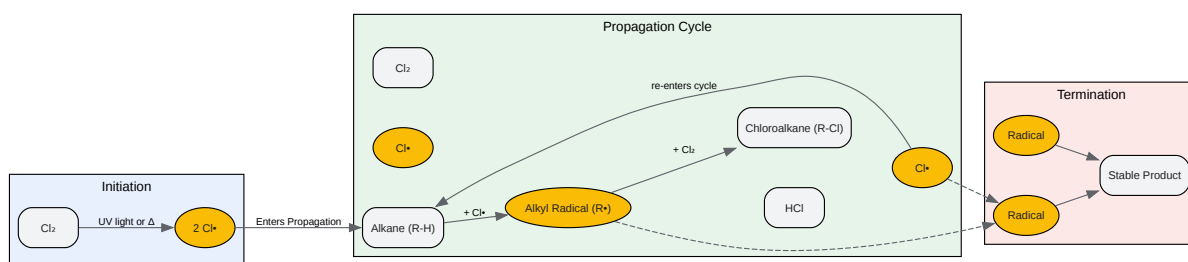 Initiation
Cl₂
UV light or Δ
2 Cl•
Enters Propagation
Propagation Cycle
Cl₂
Cl•
Alkane (R-H)
+ Cl•
Alkyl Radical (R•)
+ Cl₂
Chloroalkane (R-Cl)
HCl
Cl•
re-enters cycle
Termination
Radical
Radical
Stable Product